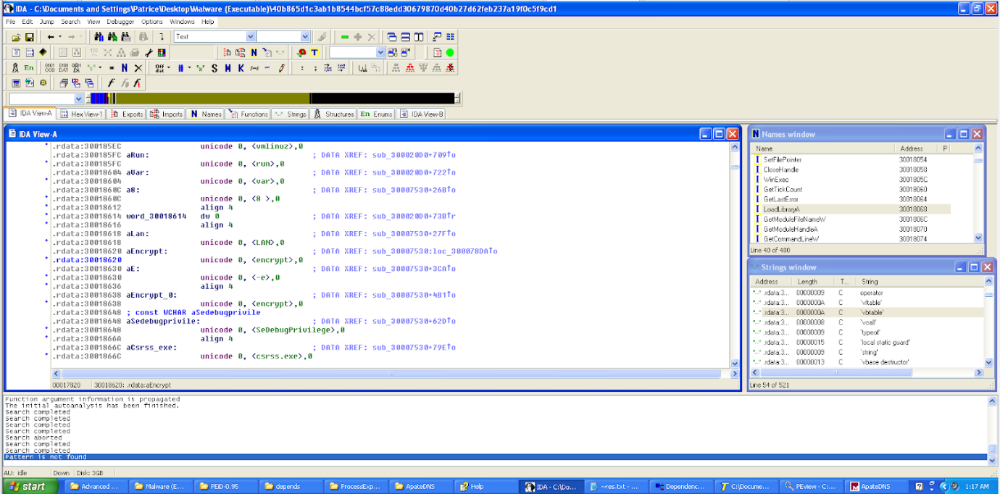 IDA - C:\Documents and Settings\Patrice\Desktop\Malware (Executable)\40b865d1c3ab1b8544bcf57c88edd30679870d40b27d62feb237a19f0c5f9cd1
File Edit Jump Search View Debugger Options Windows Help
Text
IDA View-A Hex View-1 Exports Imports N Names Functions Strings Structures En Enums IDA View-B
IDA View-A
.rdata:300185EC unicode 0, <vmlinuz>,0
.rdata:300185FC aRun: ; DATA XREF: sub_300020D0+709↑o
.rdata:300185FC unicode 0, <run>,0
.rdata:30018604 aVar: ; DATA XREF: sub_300020D0+722↑o
.rdata:30018604 unicode 0, <var>,0
.rdata:3001860C a8: ; DATA XREF: sub_30007530+26B↑o
.rdata:3001860C unicode 0, <8 >,0
.rdata:30018612 align 4
.rdata:30018614 word_30018614 dw 0 ; DATA XREF: sub_300020D0+73B↑r
.rdata:30018616 align 4
.rdata:30018618 aLan: ; DATA XREF: sub_30007530+27F↑o
.rdata:30018618 unicode 0, <LAN>,0
.rdata:30018620 aEncrypt: ; DATA XREF: sub_30007530:loc_300078DA↑o
.rdata:30018620 unicode 0, <encrypt>,0
.rdata:30018630 aE: ; DATA XREF: sub_30007530+3CA↑o
.rdata:30018630 unicode 0, <-e>,0
.rdata:30018636 align 4
.rdata:30018638 aEncrypt_0: ; DATA XREF: sub_30007530+4B1↑o
.rdata:30018638 unicode 0, <encrypt>,0
.rdata:30018648 ; const WCHAR aSedebugprivile
.rdata:30018648 aSedebugprivile: ; DATA XREF: sub_30007530+62D↑o
.rdata:30018648 unicode 0, <SeDebugPrivilege>,0
.rdata:3001866A align 4
.rdata:3001866C aCsrss_exe: ; DATA XREF: sub_30007530+79E↑o
.rdata:3001866C unicode 0, <csrss.exe>,0
00017820 30018620: .rdata:aEncrypt
Names window
Name Address P
SetFilePointer 30018054
CloseHandle 30018058
WinExec 3001805C
GetTickCount 30018060
GetLastError 30018064
LoadLibraryA 30018068
GetModuleFileNameW 3001806C
GetModuleHandleA 30018070
GetCommandLineW 30018074
Line 40 of 480
Strings window
Address Length T... String
.rdata:3... 00000009 C operator
.rdata:3... 0000000A C `vftable'
.rdata:3... 0000000A C `vbtable'
.rdata:3... 00000008 C `vcall'
.rdata:3... 00000009 C `typeof'
.rdata:3... 00000015 C `local static guard'
.rdata:3... 00000009 C `string'
.rdata:3... 00000013 C `vbase destructor'
Line 54 of 521
Function argument information is propagated
The initial autoanalysis has been finished.
Search completed
Search completed
Search completed
Search completed
Search aborted
Search completed
Search completed
Pattern is not found
AU: idle Down Disk: 3GB
start Advanced ... Malware (E... PEiD-0.95 depends ProcessExp... ApateDNS Help IDA - C:\Do... ~res.txt - ... Dependenc... C:\Docume... PEview - C:... ApateDNS 1:17 AM